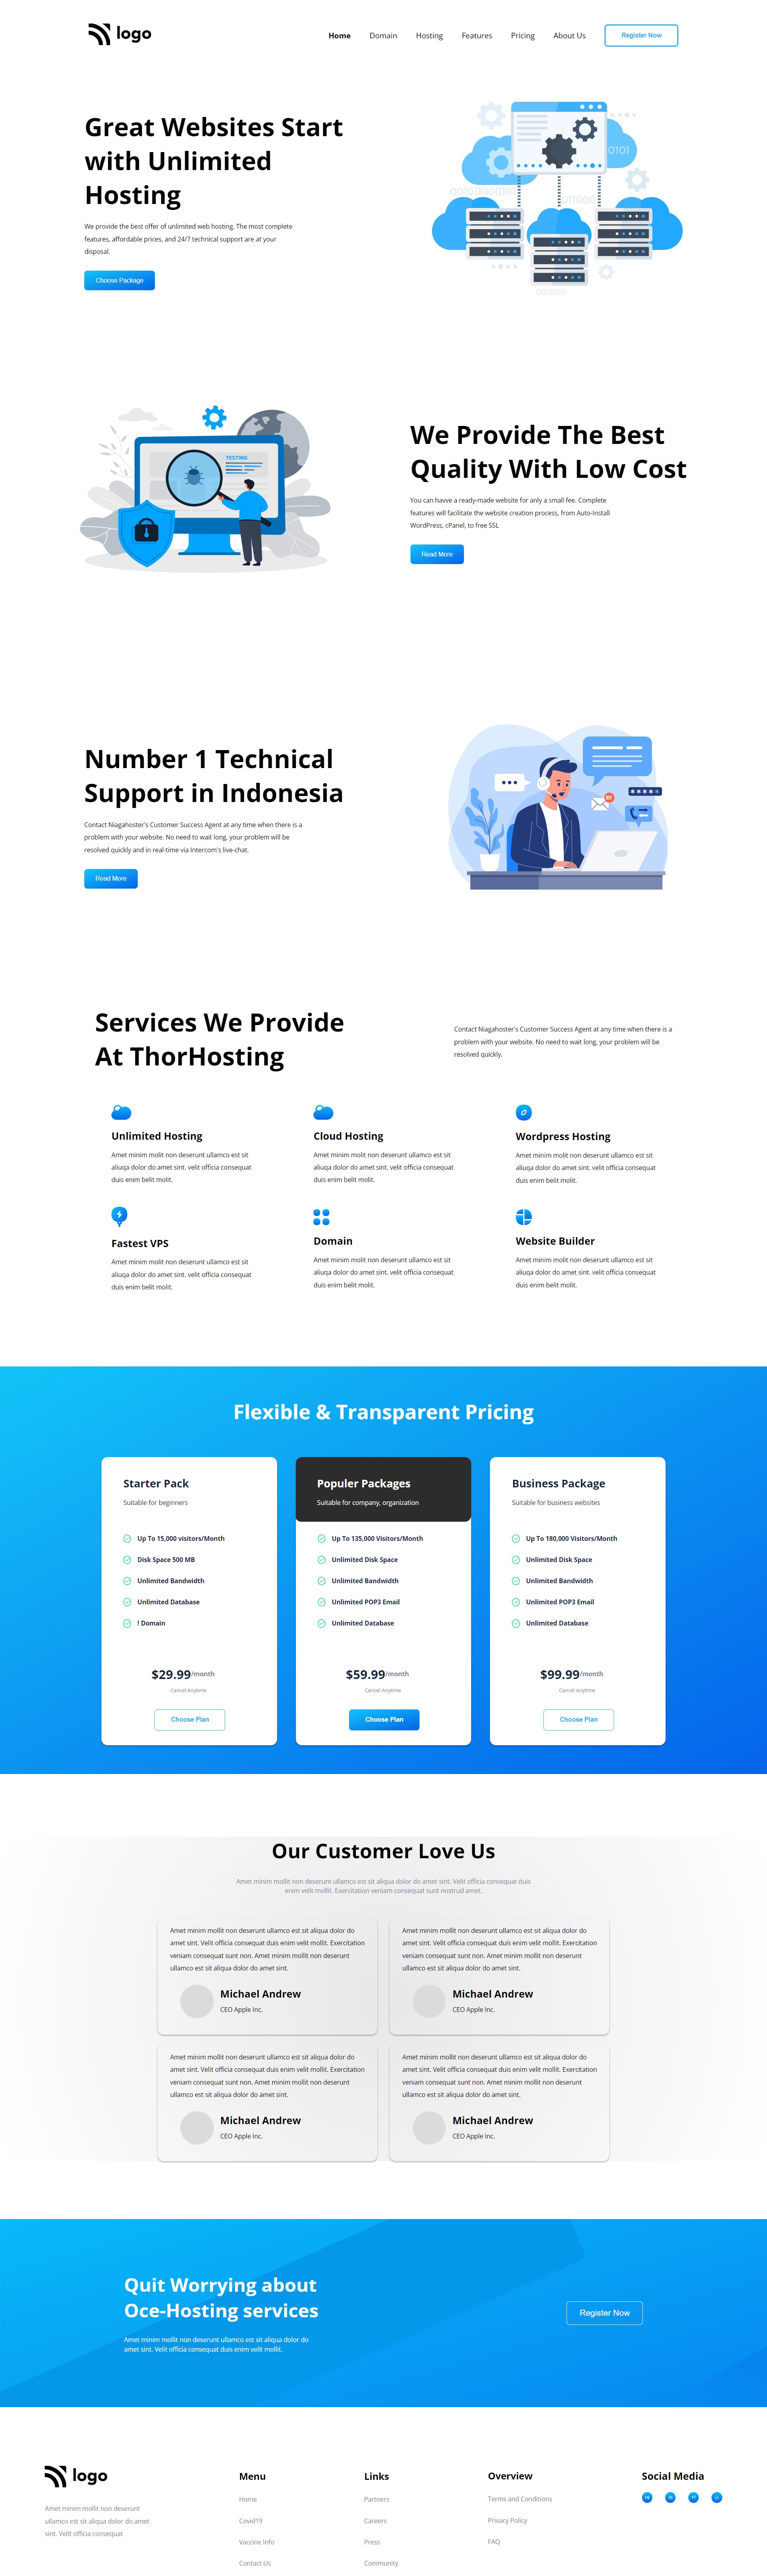 logo
Home Domain Hosting Features Pricing About Us Register Now
Great Websites Start
with Unlimited
Hosting
We provide the best offer of unlimited web hosting. The most complete
features, affordable prices, and 24/7 technical support are at your
disposal.
Choose Package
0101
001011000101
011000
0010101
TESTING
We Provide The Best
Quality With Low Cost
You can havve a ready-made website for anly a small fee. Complete
features will facilitate the website creation process, from Auto-Install
WordPress, cPanel, to free SSL
Read More
Number 1 Technical
Support in Indonesia
Contact Niagahoster's Customer Success Agent at any time when there is a
problem with your website. No need to wait long, your problem will be
resolved quickly and in real-time via Intercom's live-chat.
Read More
85
Services We Provide
At ThorHosting
Contact Niagahoster's Customer Success Agent at any time when there is a
problem with your website. No need to wait long, your problem will be
resolved quickly.
Unlimited Hosting
Amet minim molit non deserunt ullamco est sit
aliuqa dolor do amet sint. velit officia consequat
duis enim belit molit.
Cloud Hosting
Amet minim molit non deserunt ullamco est sit
aliuqa dolor do amet sint. velit officia consequat
duis enim belit molit.
Wordpress Hosting
Amet minim molit non deserunt ullamco est sit
aliuqa dolor do amet sint. velit officia consequat
duis enim belit molit.
Fastest VPS
Amet minim molit non deserunt ullamco est sit
aliuqa dolor do amet sint. velit officia consequat
duis enim belit molit.
Domain
Amet minim molit non deserunt ullamco est sit
aliuqa dolor do amet sint. velit officia consequat
duis enim belit molit.
Website Builder
Amet minim molit non deserunt ullamco est sit
aliuqa dolor do amet sint. velit officia consequat
duis enim belit molit.
Flexible & Transparent Pricing
Starter Pack
Suitable for beginners
Up To 15,000 visitors/Month
Disk Space 500 MB
Unlimited Bandwidth
Unlimited Database
! Domain
$29.99/month
Cancel Anytime
Choose Plan
Populer Packages
Suitable for company, organization
Up To 135,000 Visitors/Month
Unlimited Disk Space
Unlimited Bandwidth
Unlimited POP3 Email
Unlimited Database
$59.99/month
Cancel Anytime
Choose Plan
Business Package
Suitable for business websites
Up To 180,000 Visitors/Month
Unlimited Disk Space
Unlimited Bandwidth
Unlimited POP3 Email
Unlimited Database
$99.99/month
Cancel Anytime
Choose Plan
Our Customer Love Us
Amet minim mollit non deserunt ullamco est sit aliqua dolor do amet sint. Velit officia consequat duis
enim velit mollit. Exercitation veniam consequat sunt nostrud amet.
Amet minim mollit non deserunt ullamco est sit aliqua dolor do
amet sint. Velit officia consequat duis enim velit mollit. Exercitation
veniam consequat sunt non. Amet minim mollit non deserunt
ullamco est sit aliqua dolor do amet sint.
Michael Andrew
CEO Apple Inc.
Amet minim mollit non deserunt ullamco est sit aliqua dolor do
amet sint. Velit officia consequat duis enim velit mollit. Exercitation
veniam consequat sunt non. Amet minim mollit non deserunt
ullamco est sit aliqua dolor do amet sint.
Michael Andrew
CEO Apple Inc.
Amet minim mollit non deserunt ullamco est sit aliqua dolor do
amet sint. Velit officia consequat duis enim velit mollit. Exercitation
veniam consequat sunt non. Amet minim mollit non deserunt
ullamco est sit aliqua dolor do amet sint.
Michael Andrew
CEO Apple Inc.
Amet minim mollit non deserunt ullamco est sit aliqua dolor do
amet sint. Velit officia consequat duis enim velit mollit. Exercitation
veniam consequat sunt non. Amet minim mollit non deserunt
ullamco est sit aliqua dolor do amet sint.
Michael Andrew
CEO Apple Inc.
Quit Worrying about
Oce-Hosting services
Amet minim mollit non deserunt ullamco est sit aliqua dolor do
amet sint. Velit officia consequat duis enim velit mollit.
Register Now
logo
Amet minim mollit non deserunt
ullamco est sit aliqua dolor do amet
sint. Velit officia consequat
Menu
Home
Covid19
Vaccine Info
Contact Us
Links
Partners
Careers
Press
Community
Overview
Terms and Conditions
Privacy Policy
FAQ
Social Media